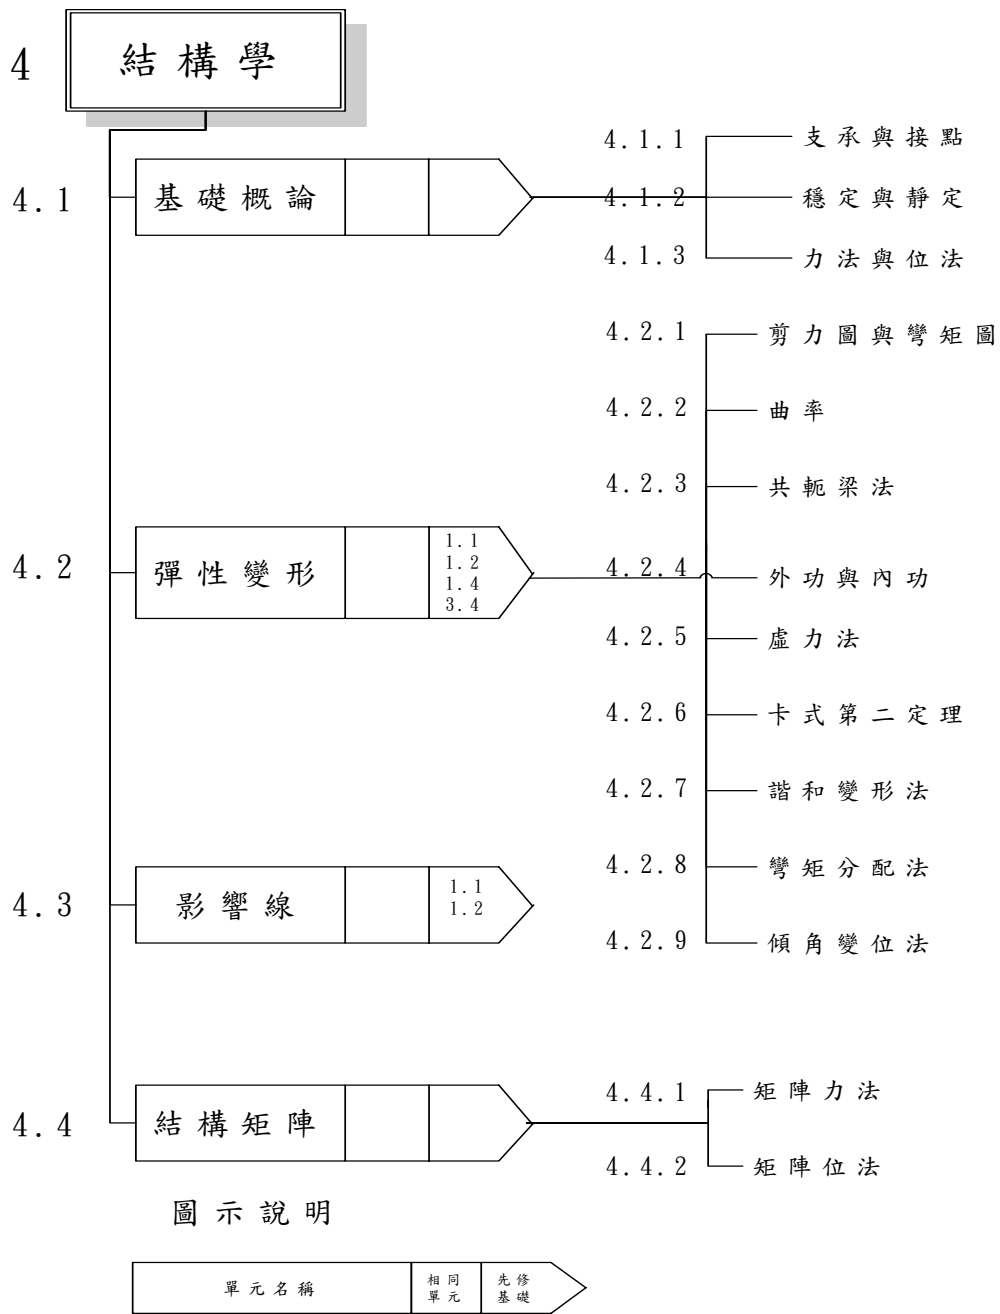 4 結構學
4.1 基礎概論
4.1.1 支承與接點
4.1.2 穩定與靜定
4.1.3 力法與位法
4.2 彈性變形
1.1
1.2
1.4
3.4
4.2.1 剪力圖與彎矩圖
4.2.2 曲率
4.2.3 共軛梁法
4.2.4 外功與內功
4.2.5 虛力法
4.2.6 卡式第二定理
4.2.7 諧和變形法
4.2.8 彎矩分配法
4.2.9 傾角變位法
4.3 影響線
1.1
1.2
4.4 結構矩陣
4.4.1 矩陣力法
4.4.2 矩陣位法
圖示說明
單元名稱
相同
單元
先修
基礎